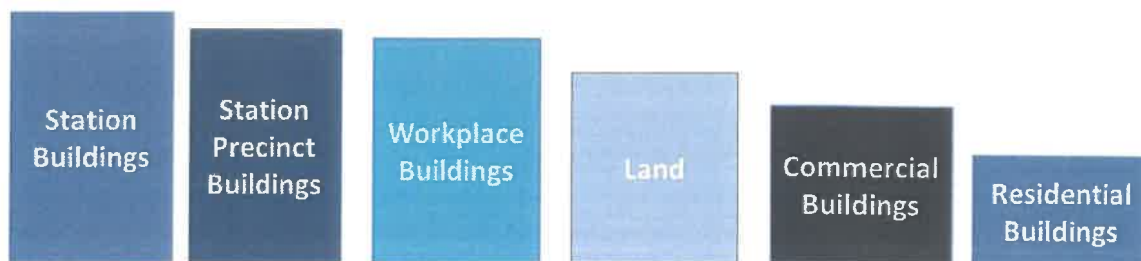 Station
Buildings
Station
Precinct
Buildings
Workplace
Buildings
Land
Commercial
Buildings
Residential
Buildings